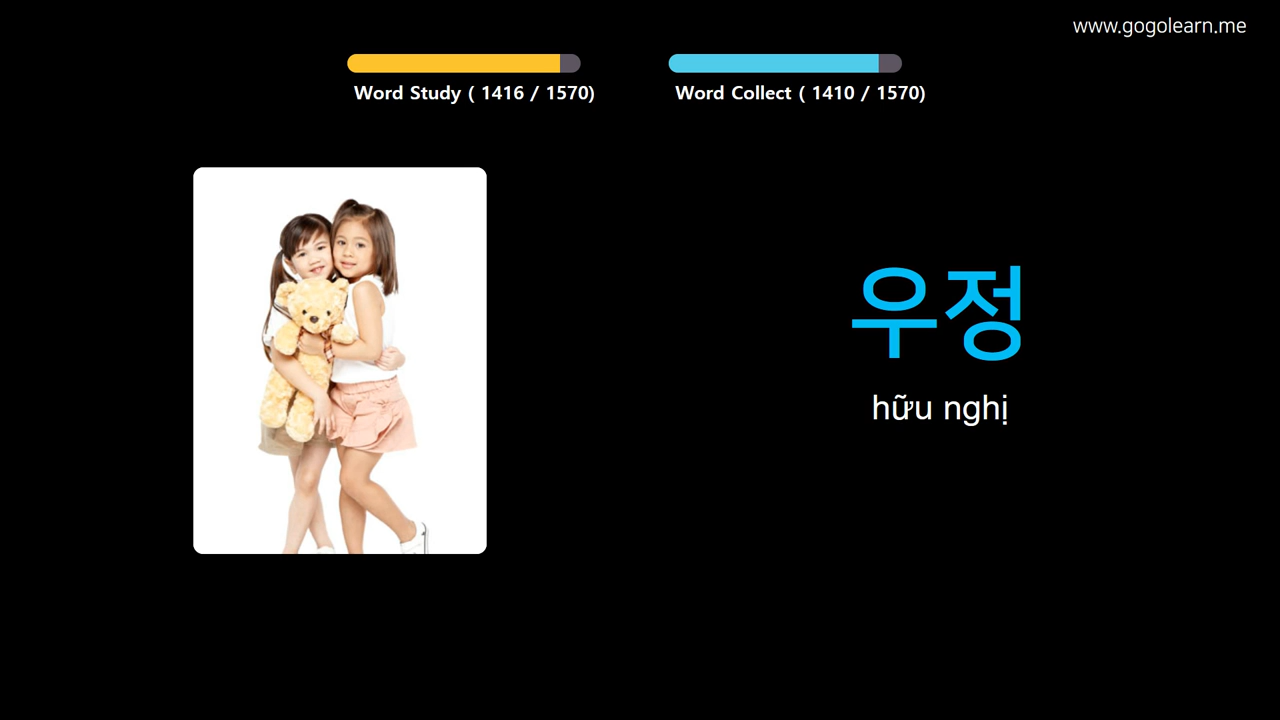 www.gogolearn.me
Word Study ( 1416 / 1570)
Word Collect ( 1410 / 1570)
우정
hữu nghị